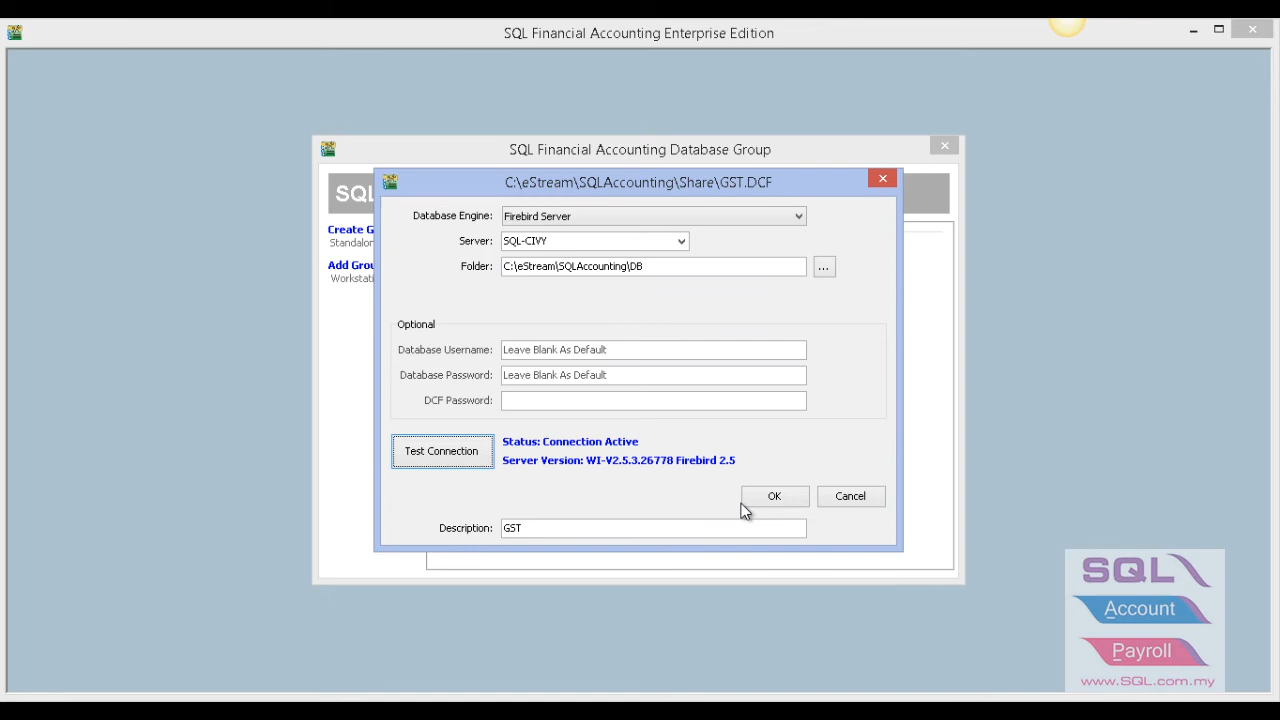 SQL Financial Accounting Enterprise Edition
SQL Financial Accounting Database Group
SQL
Create G
Standalon
Add Grou
Workstati
C:\eStream\SQLAccounting\Share\GST.DCF
Database Engine: Firebird Server
Server: SQL-CIVY
Folder: C:\eStream\SQLAccounting\DB ...
Optional
Database Username: Leave Blank As Default
Database Password: Leave Blank As Default
DCF Password:
Test Connection
Status: Connection Active
Server Version: WI-V2.5.3.26778 Firebird 2.5
OK Cancel
Description: GST
SQL
Account
Payroll
www.SQL.com.my